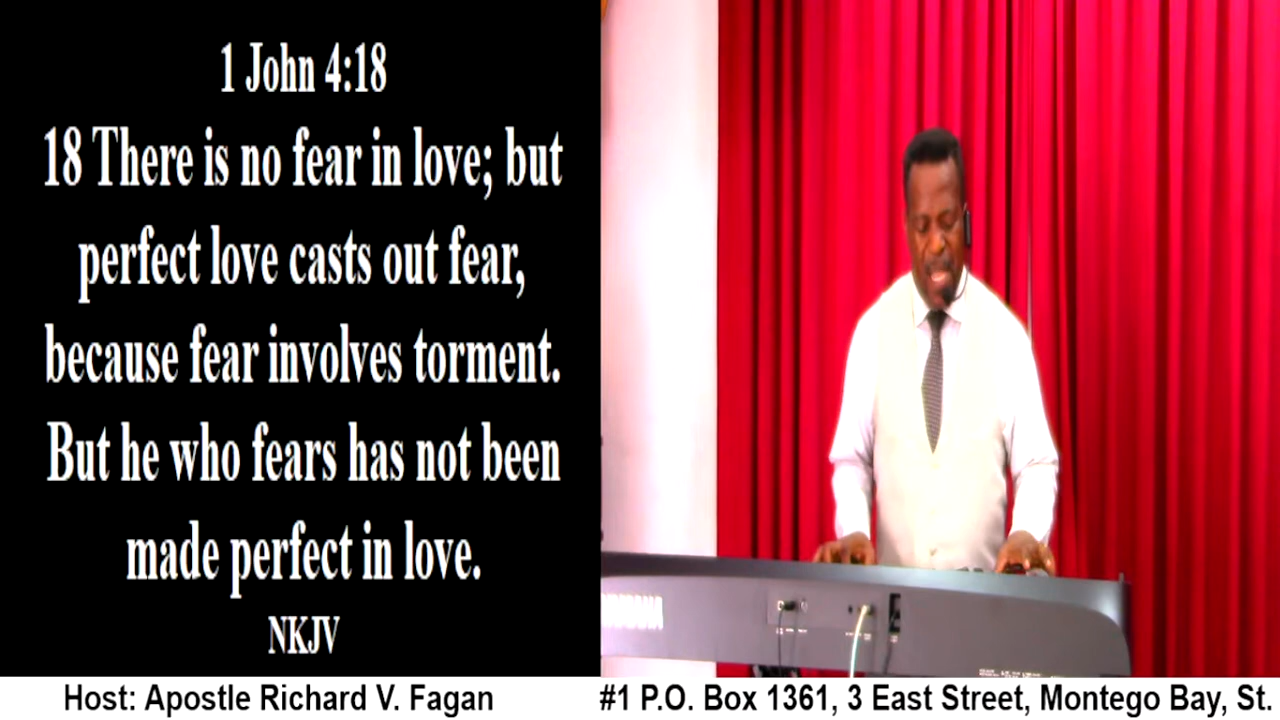 1 John 4:18
18 There is no fear in love; but
perfect love casts out fear,
because fear involves torment.
But he who fears has not been
made perfect in love.
NKJV
Host: Apostle Richard V. Fagan
#1 P.O. Box 1361, 3 East Street, Montego Bay, St.